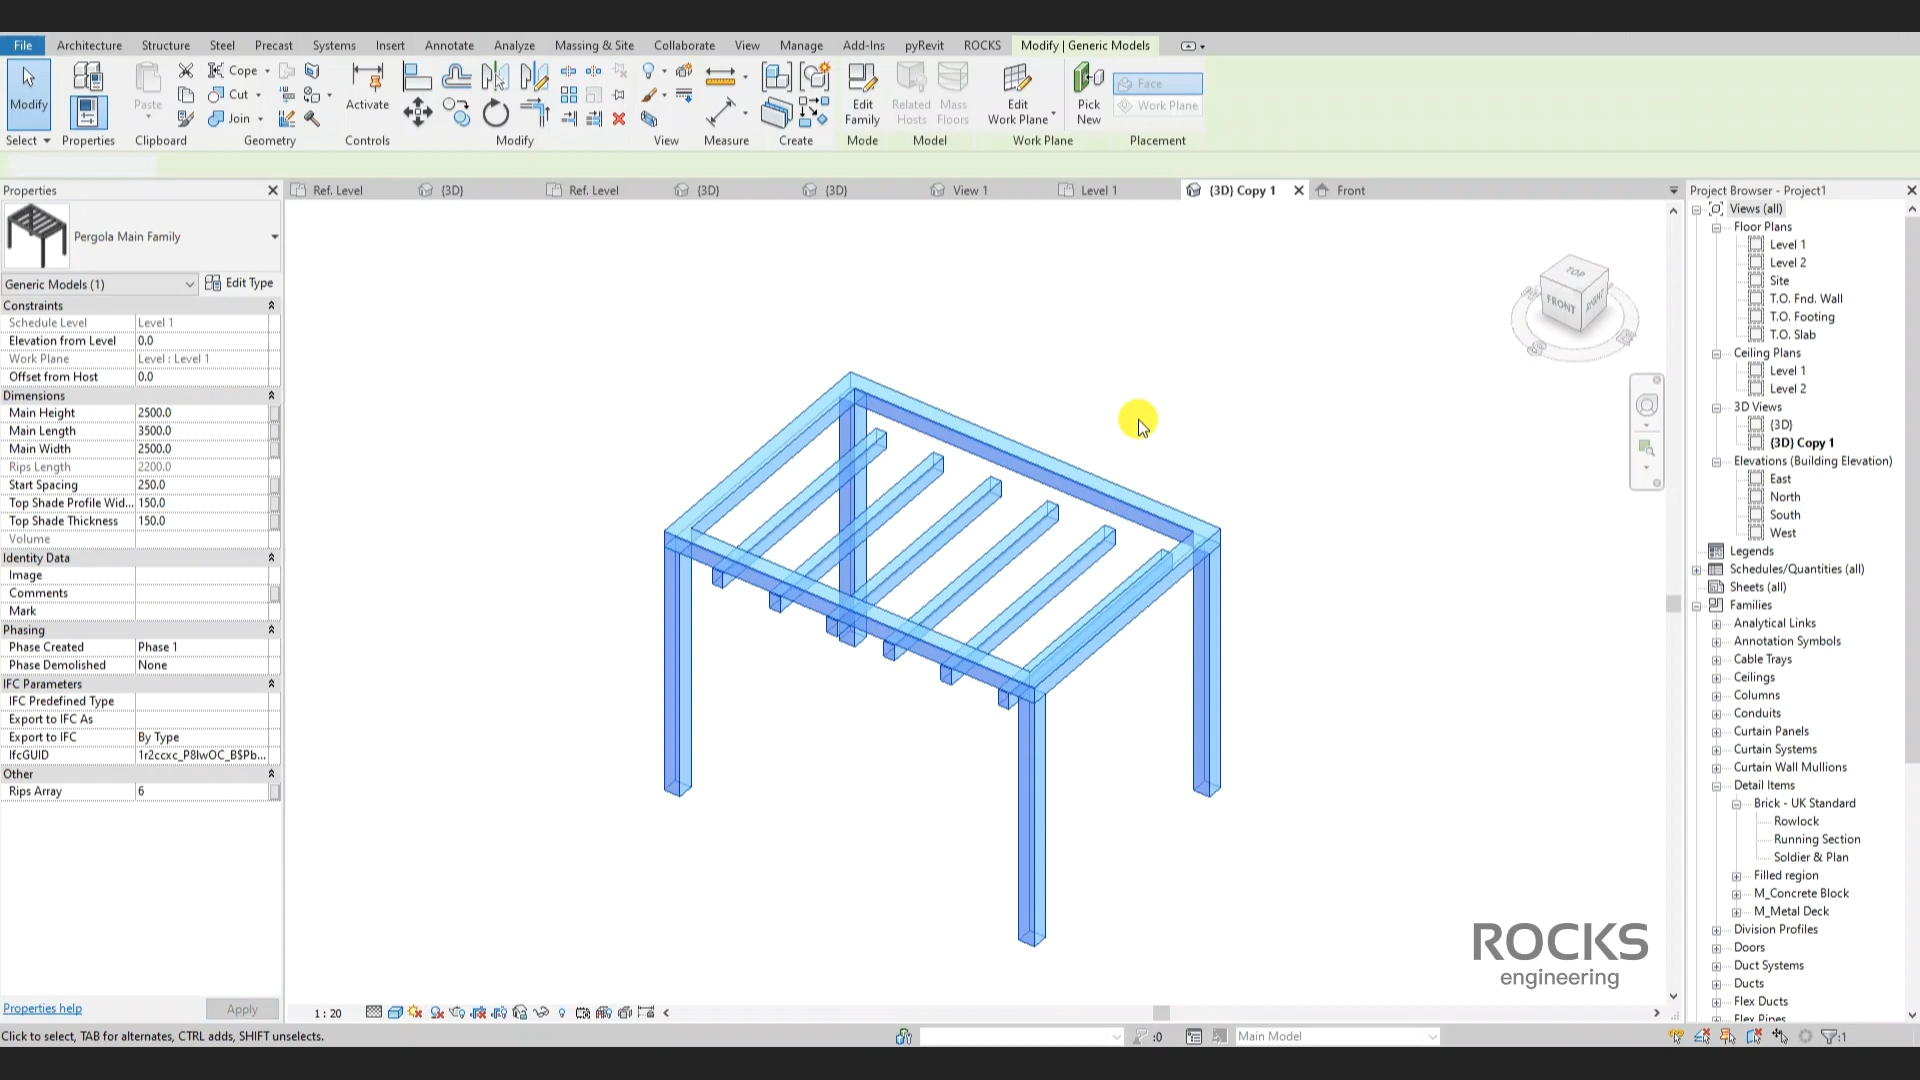 File Architecture Structure Steel Precast Systems Insert Annotate Analyze Massing & Site Collaborate View Manage Add-Ins pyRevit ROCKS Modify | Generic Models
Modify
Paste
Cope
Cut
Join
Activate
Edit Family
Related Hosts
Mass Floors
Edit Work Plane
Pick New
Face
Work Plane
Select Properties Clipboard Geometry Controls Modify View Measure Create Mode Model Work Plane Placement
Properties
Ref. Level {3D} Ref. Level {3D} {3D} View 1 Level 1 {3D} Copy 1 Front
Pergola Main Family
Generic Models (1) Edit Type
Constraints
Schedule Level Level 1
Elevation from Level 0.0
Work Plane Level : Level 1
Offset from Host 0.0
Dimensions
Main Height 2500.0
Main Length 3500.0
Main Width 2500.0
Rips Length 2200.0
Start Spacing 250.0
Top Shade Profile Wid... 150.0
Top Shade Thickness 150.0
Volume
Identity Data
Image
Comments
Mark
Phasing
Phase Created Phase 1
Phase Demolished None
IFC Parameters
IFC Predefined Type
Export to IFC As
Export to IFC By Type
IfcGUID 1r2ccxc_P8IwOC_B$Pb...
Other
Rips Array 6
Properties help Apply
TOP
FRONT
ROCKS
engineering
1 : 20
Click to select, TAB for alternates, CTRL adds, SHIFT unselects.
:0
Main Model
:1
Project Browser - Project1
Views (all)
Floor Plans
Level 1
Level 2
Site
T.O. Fnd. Wall
T.O. Footing
T.O. Slab
Ceiling Plans
Level 1
Level 2
3D Views
{3D}
{3D} Copy 1
Elevations (Building Elevation)
East
North
South
West
Legends
Schedules/Quantities (all)
Sheets (all)
Families
Analytical Links
Annotation Symbols
Cable Trays
Ceilings
Columns
Conduits
Curtain Panels
Curtain Systems
Curtain Wall Mullions
Detail Items
Brick - UK Standard
Rowlock
Running Section
Soldier & Plan
Filled region
M_Concrete Block
M_Metal Deck
Division Profiles
Doors
Duct Systems
Ducts
Flex Ducts
Flex Pipes